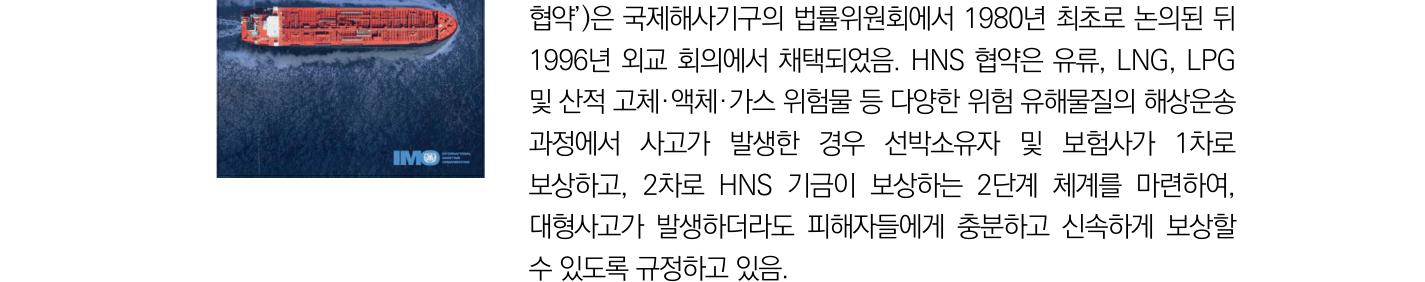 협약’)은 국제해사기구의 법률위원회에서 1980년 최초로 논의된 뒤
1996년 외교 회의에서 채택되었음. HNS 협약은 유류, LNG, LPG
및 산적 고체·액체·가스 위험물 등 다양한 위험 유해물질의 해상운송
과정에서 사고가 발생한 경우 선박소유자 및 보험사가 1차로
보상하고, 2차로 HNS 기금이 보상하는 2단계 체계를 마련하여,
대형사고가 발생하더라도 피해자들에게 충분하고 신속하게 보상할
수 있도록 규정하고 있음.
IMO
INTERNATIONAL
MARITIME
ORGANIZATION